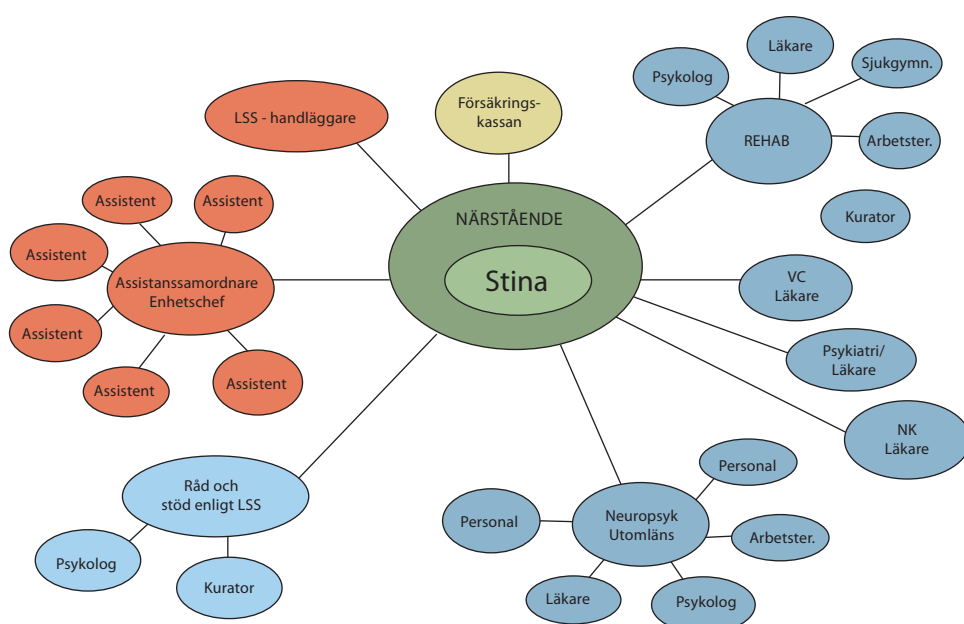 Läkare
Psykolog
Sjukgymn.
REHAB
Arbetster.
Kurator
Försäkrings-
kassan
LSS - handläggare
NÄRSTÅENDE
Stina
Assistent
Assistent
Assistent
Assistanssamordnare
Enhetschef
Assistent
Assistent
Assistent
VC
Läkare
Psykiatri/
Läkare
NK
Läkare
Råd och
stöd enligt LSS
Psykolog
Kurator
Personal
Personal
Neuropsyk
Utomläns
Arbetster.
Läkare
Psykolog